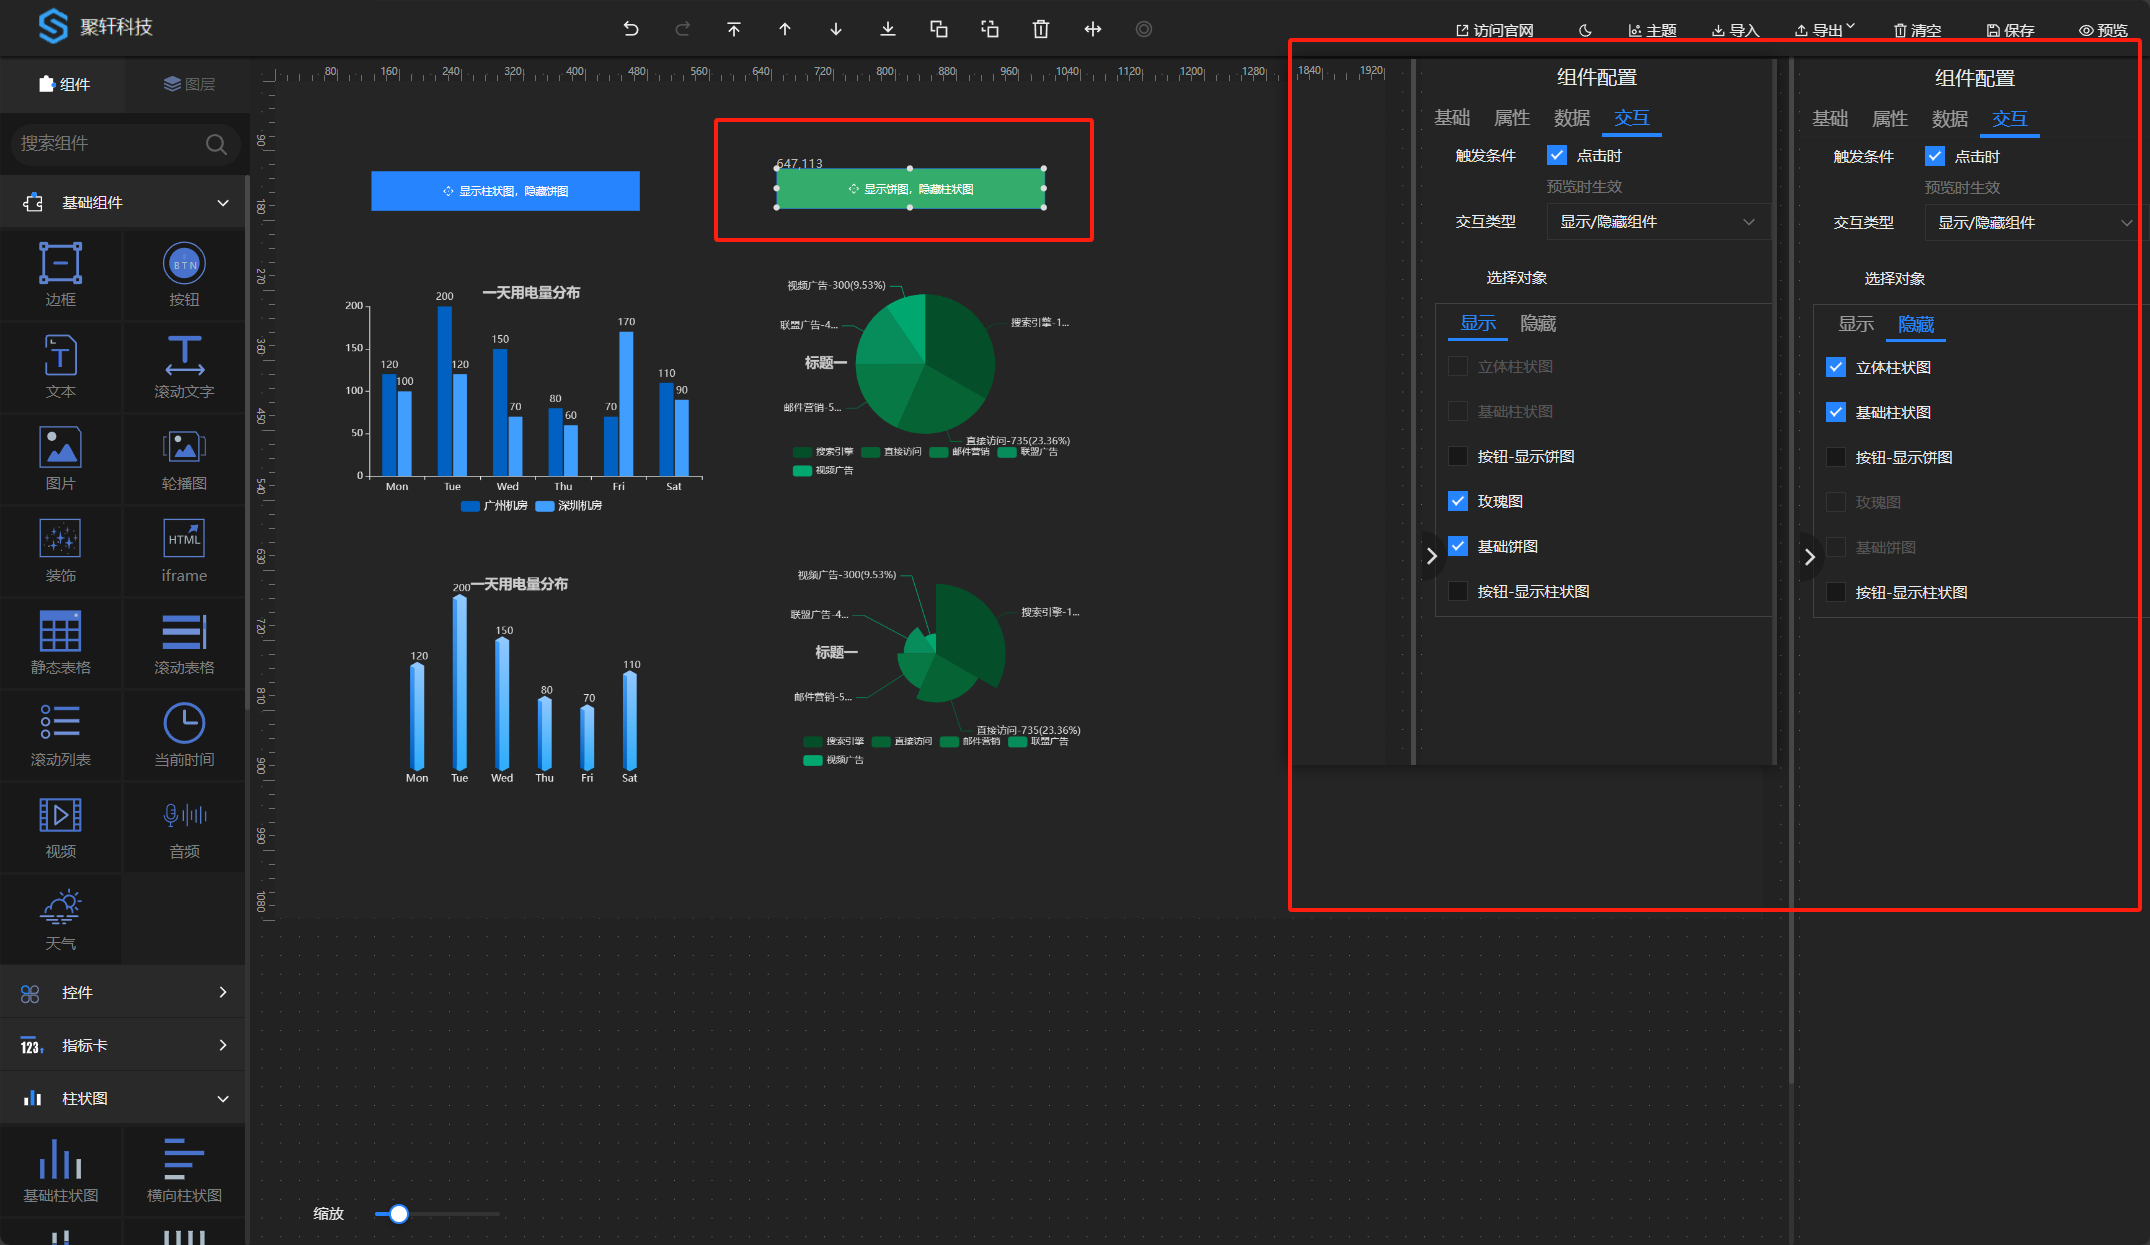 聚轩科技
访问官网
主题
导入
导出
清空
保存
预览
组件
图层
搜索组件
基础组件
边框
BTN
按钮
T
文本
T
滚动文字
图片
轮播图
装饰
HTML
iframe
静态表格
滚动表格
滚动列表
当前时间
视频
音频
天气
控件
123
指标卡
柱状图
基础柱状图
横向柱状图
80 160 240 320 400 480 560 640 720 800 880 960 1040 1120 1200 1280
1840 1920
90
180
270
360
450
540
630
720
810
900
990
1080
显示柱状图，隐藏饼图
647,113
显示饼图，隐藏柱状图
一天用电量分布
200
150
100
50
0
120
100
200
120
150
70
80
60
70
170
110
90
Mon Tue Wed Thu Fri Sat
广州机房 深圳机房
视频广告-300(9.53%)
联盟广告-4...
搜索引擎-1...
标题一
邮件营销-5...
直接访问-735(23.36%)
搜索引擎 直接访问 邮件营销 联盟广告
视频广告
一天用电量分布
120
200
150
80
70
110
Mon Tue Wed Thu Fri Sat
视频广告-300(9.53%)
联盟广告-4...
搜索引擎-1...
标题一
邮件营销-5...
直接访问-735(23.36%)
搜索引擎 直接访问 邮件营销 联盟广告
视频广告
缩放
组件配置
基础 属性 数据 交互
触发条件 点击时
预览时生效
交互类型 显示/隐藏组件
选择对象
显示 隐藏
立体柱状图
基础柱状图
按钮-显示饼图
玫瑰图
基础饼图
按钮-显示柱状图
组件配置
基础 属性 数据 交互
触发条件 点击时
预览时生效
交互类型 显示/隐藏组件
选择对象
显示 隐藏
立体柱状图
基础柱状图
按钮-显示饼图
玫瑰图
基础饼图
按钮-显示柱状图